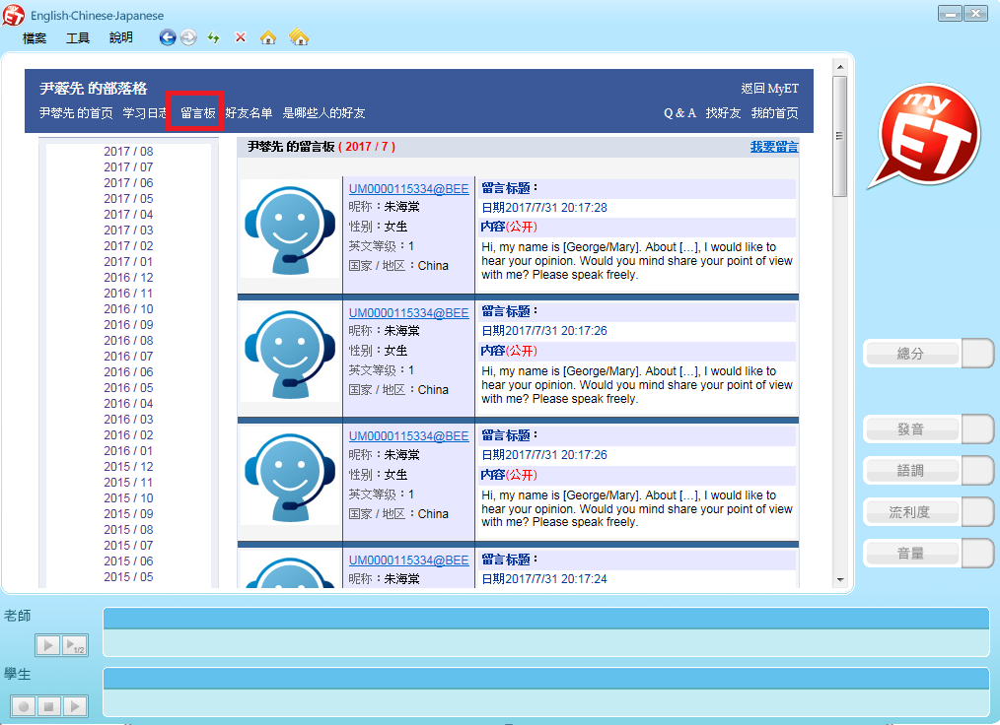 English-Chinese-Japanese
檔案 工具 說明
尹蓉先 的部落格
返回 MyET
尹蓉先 的首页 学习日志 留言板 好友名单 是哪些人的好友
Q & A 找好友 我的首页
2017 / 08
2017 / 07
2017 / 06
2017 / 05
2017 / 04
2017 / 03
2017 / 02
2017 / 01
2016 / 12
2016 / 11
2016 / 10
2016 / 09
2016 / 08
2016 / 07
2016 / 06
2016 / 05
2016 / 04
2016 / 03
2016 / 02
2016 / 01
2015 / 12
2015 / 11
2015 / 10
2015 / 09
2015 / 08
2015 / 07
2015 / 06
2015 / 05
尹蓉先 的留言板 ( 2017 / 7 )
我要留言
UM0000115334@BEE
昵称：朱海棠
性别：女生
英文等级：1
国家 / 地区：China
留言标题：
日期2017/7/31 20:17:28
内容(公开)
Hi, my name is [George/Mary]. About [...], I would like to
hear your opinion. Would you mind share your point of view
with me? Please speak freely.
UM0000115334@BEE
昵称：朱海棠
性别：女生
英文等级：1
国家 / 地区：China
留言标题：
日期2017/7/31 20:17:26
内容(公开)
Hi, my name is [George/Mary]. About [...], I would like to
hear your opinion. Would you mind share your point of view
with me? Please speak freely.
UM0000115334@BEE
昵称：朱海棠
性别：女生
英文等级：1
国家 / 地区：China
留言标题：
日期2017/7/31 20:17:26
内容(公开)
Hi, my name is [George/Mary]. About [...], I would like to
hear your opinion. Would you mind share your point of view
with me? Please speak freely.
UM0000115334@BEE
昵称：朱海棠
留言标题：
日期2017/7/31 20:17:24
my
ET
總分
發音
語調
流利度
音量
老師
1/2
學生